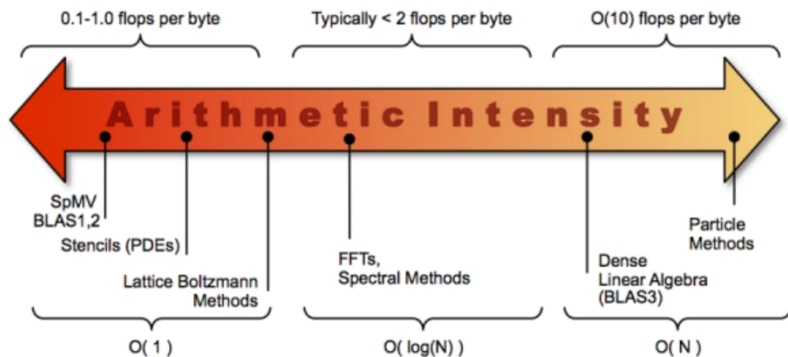 0.1-1.0 flops per byte
Typically < 2 flops per byte
O(10) flops per byte
Arithmetic Intensity
SpMV
BLAS1,2
Stencils (PDEs)
Lattice Boltzmann
Methods
FFTs,
Spectral Methods
Dense
Linear Algebra
(BLAS3)
Particle
Methods
O( 1 )
O( log(N) )
O( N )